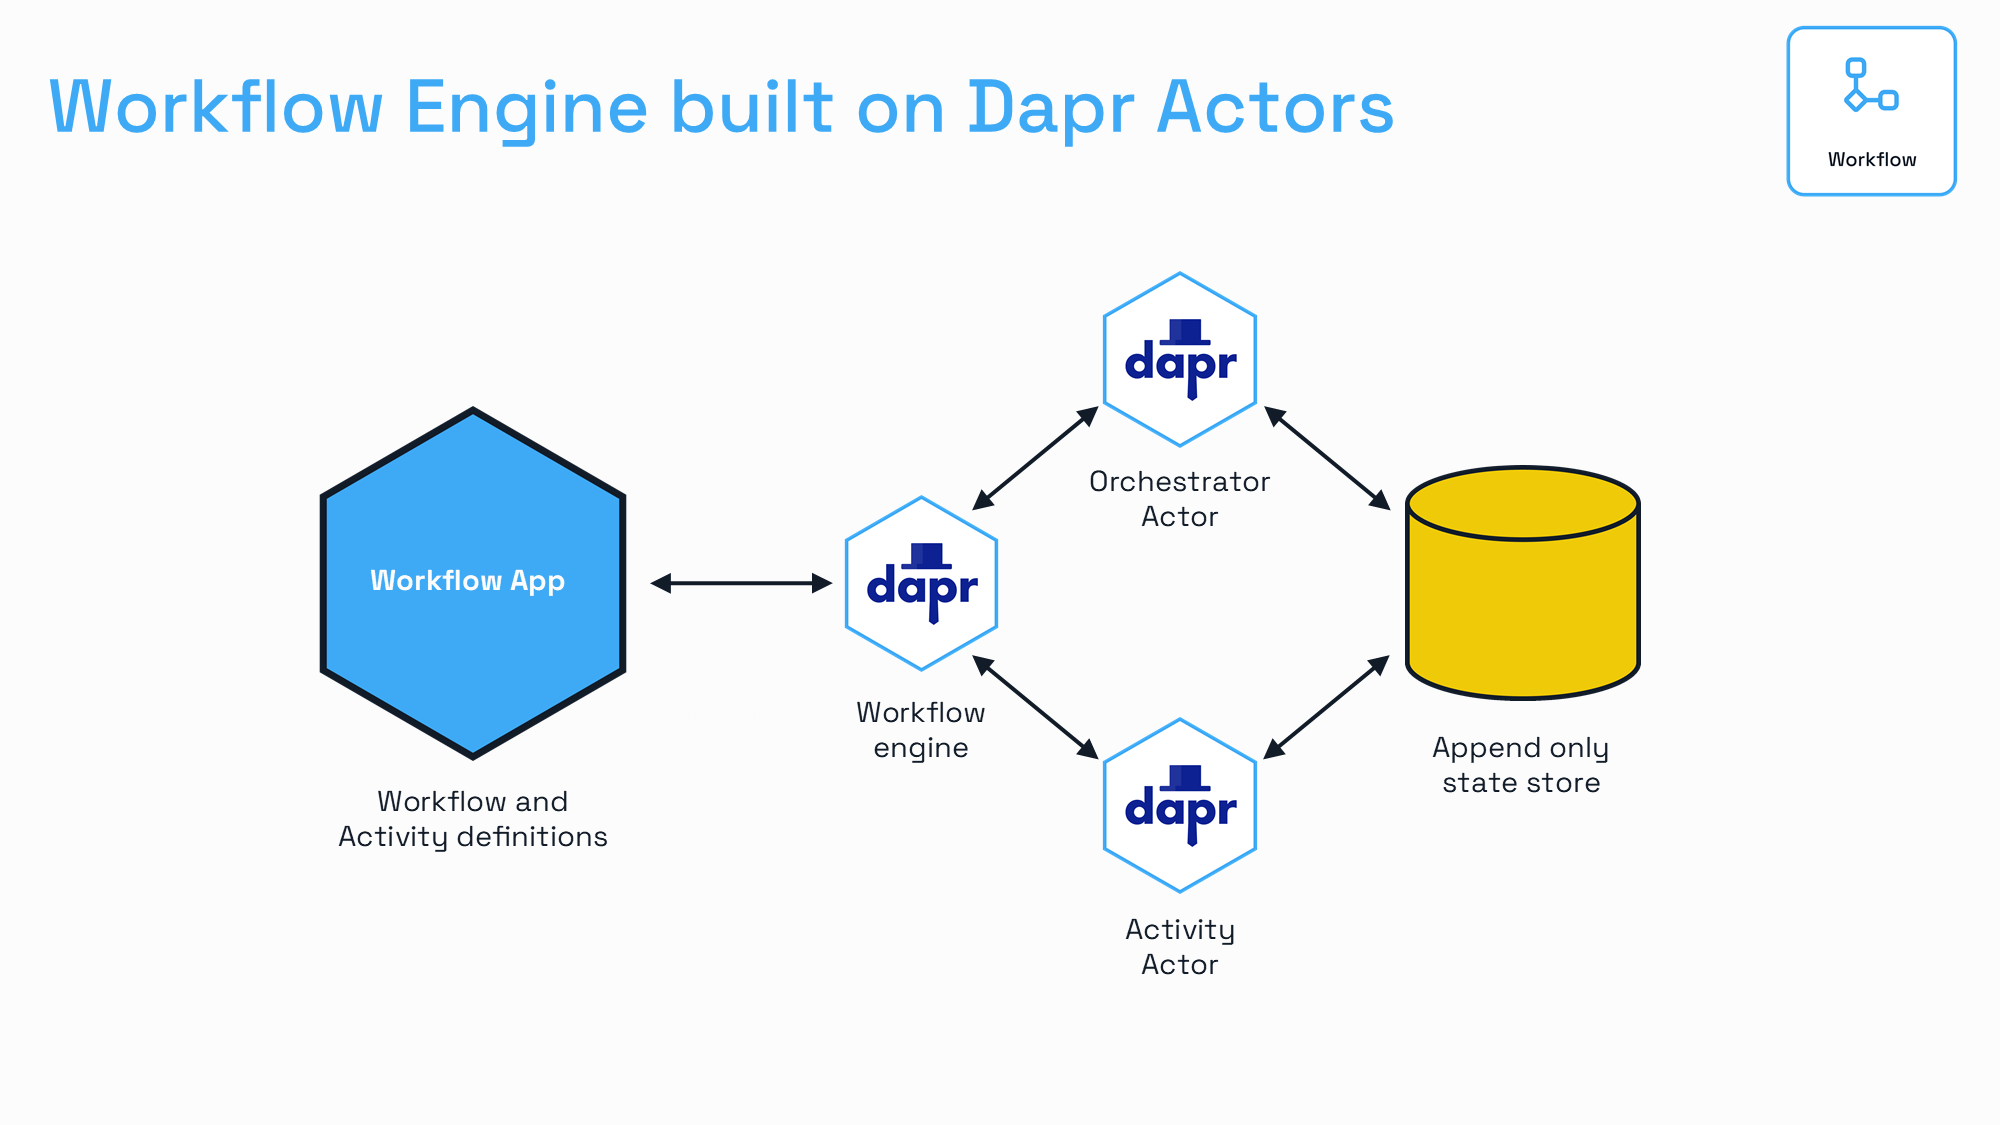 Workflow Engine built on Dapr Actors
Workflow
dapr
Orchestrator
Actor
Workflow App
dapr
Workflow
engine
Workflow and
Activity definitions
dapr
Activity
Actor
Append only
state store